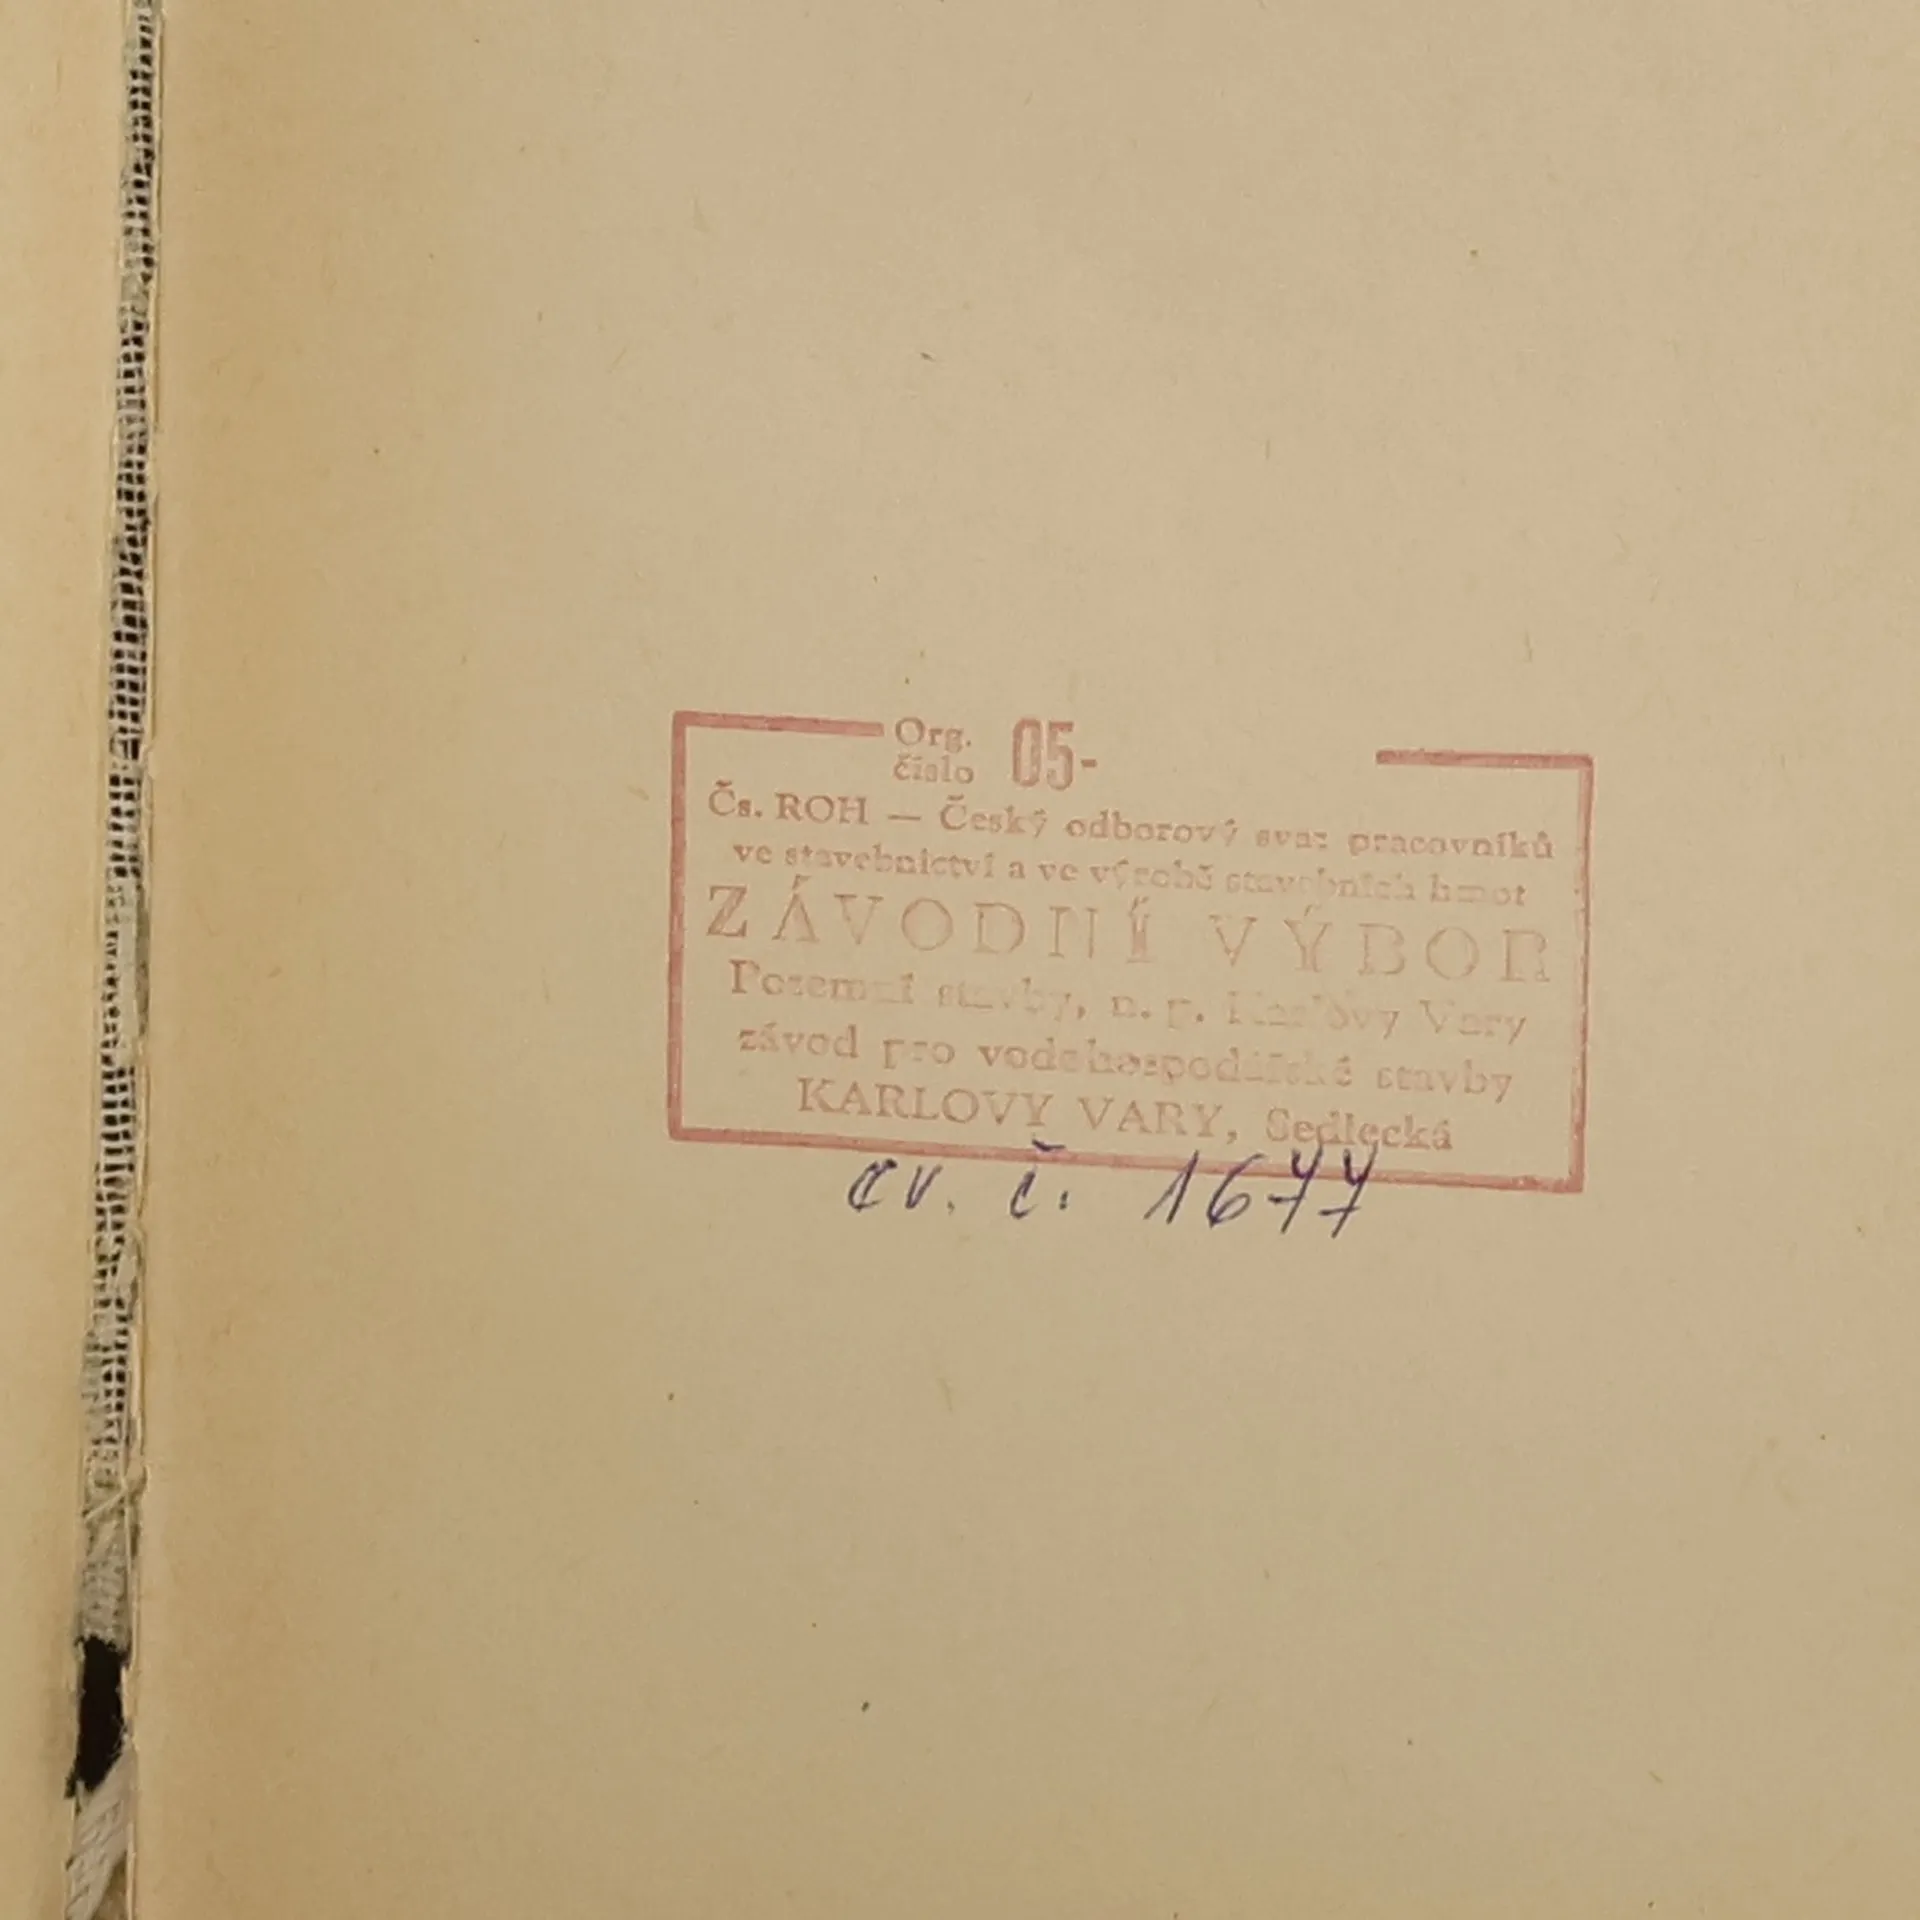 Org.
číslo 05-
Čs. ROH — Český odborový svaz pracovníků
ve stavebnictví a ve výrobě stavebních hmot
ZÁVODNÍ VÝBOR
Pozemní stavby, n. p. Karlovy Vary
závod pro vodohospodářské stavby
KARLOVY VARY, Sedlecká
ev. č. 1677